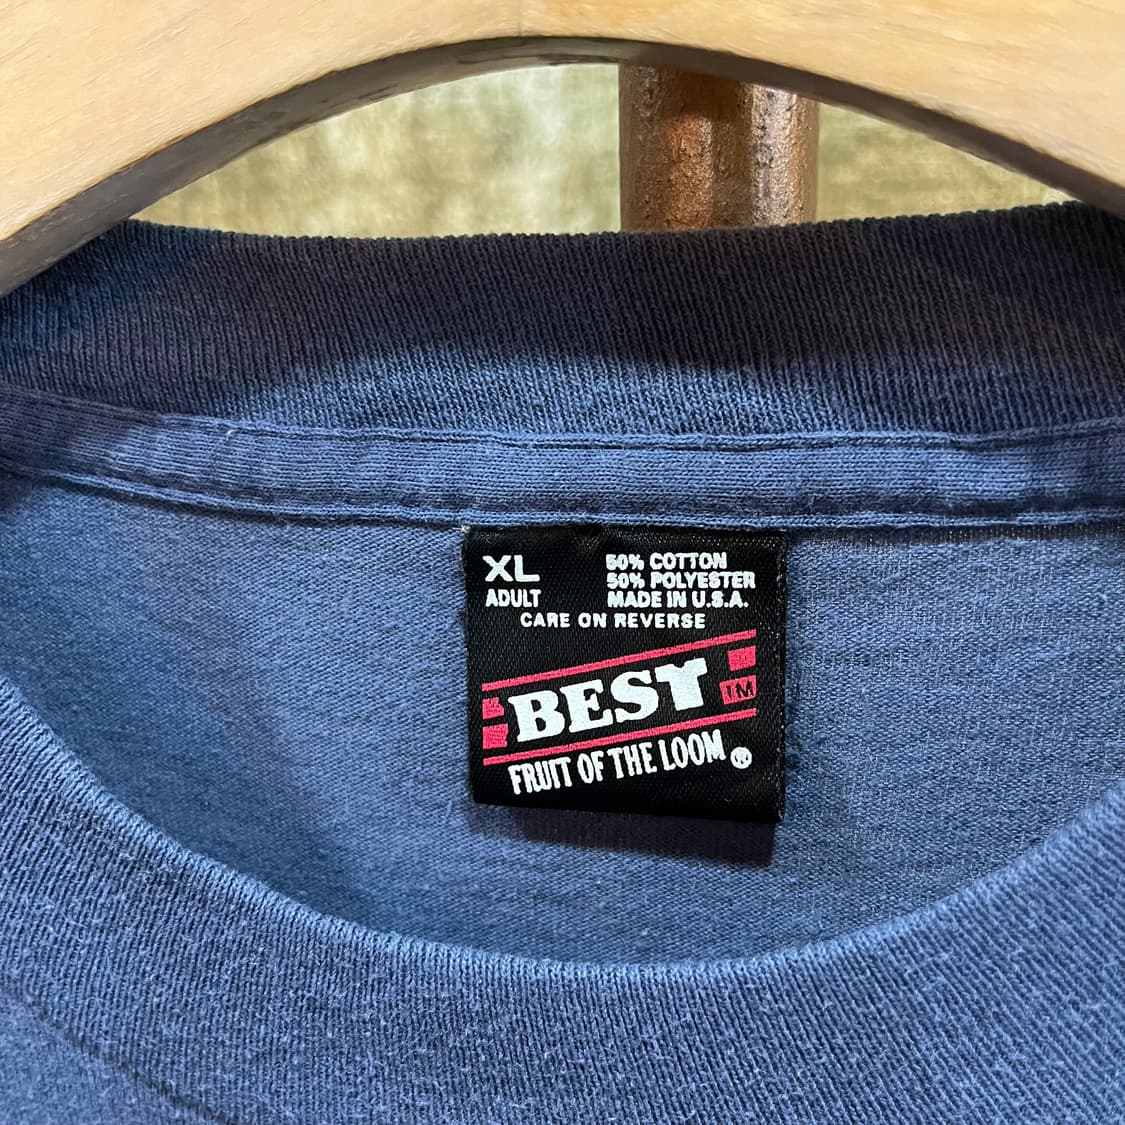 XL
ADULT
50% COTTON
50% POLYESTER
MADE IN U.S.A.
CARE ON REVERSE
BEST TM
FRUIT OF THE LOOM ®